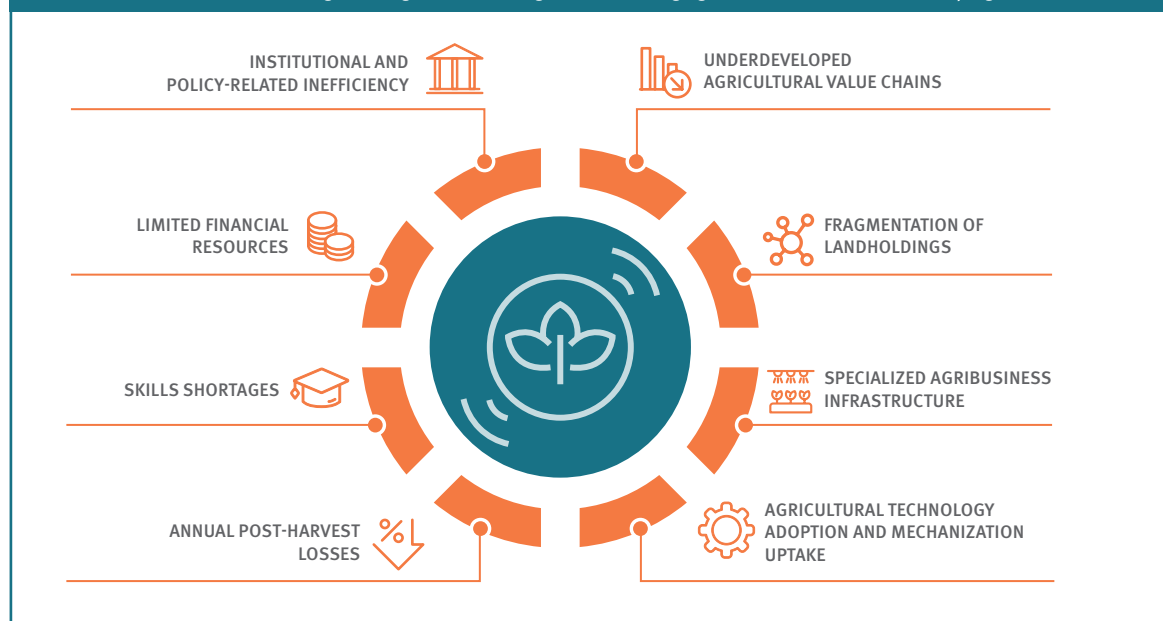 INSTITUTIONAL AND
POLICY-RELATED INEFFICIENCY
UNDERDEVELOPED
AGRICULTURAL VALUE CHAINS
LIMITED FINANCIAL
RESOURCES
FRAGMENTATION OF
LANDHOLDINGS
SKILLS SHORTAGES
SPECIALIZED AGRIBUSINESS
INFRASTRUCTURE
ANNUAL POST-HARVEST
LOSSES
%
AGRICULTURAL TECHNOLOGY
ADOPTION AND MECHANIZATION
UPTAKE